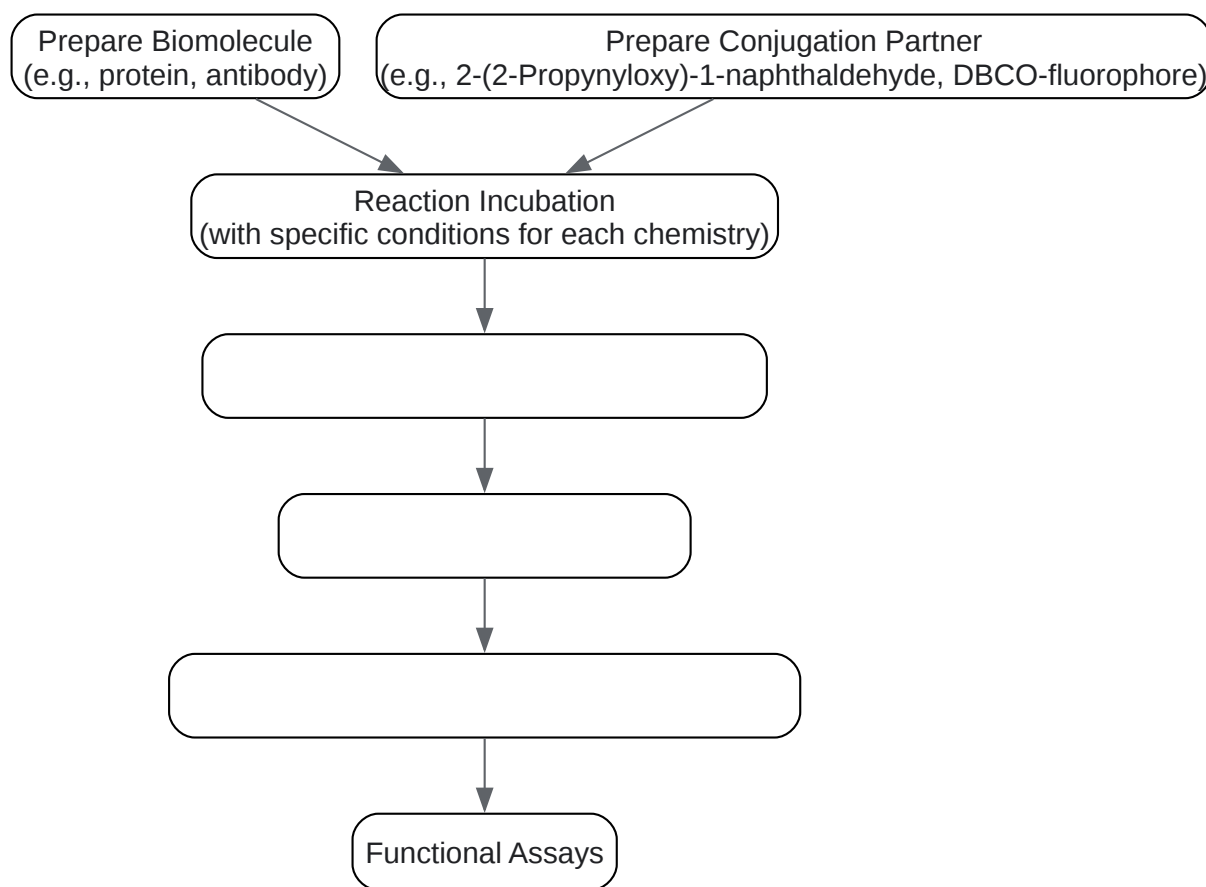 Prepare Biomolecule
(e.g., protein, antibody)
Prepare Conjugation Partner
(e.g., 2-(2-Propynyloxy)-1-naphthaldehyde, DBCO-fluorophore)
Reaction Incubation
(with specific conditions for each chemistry)
Functional Assays